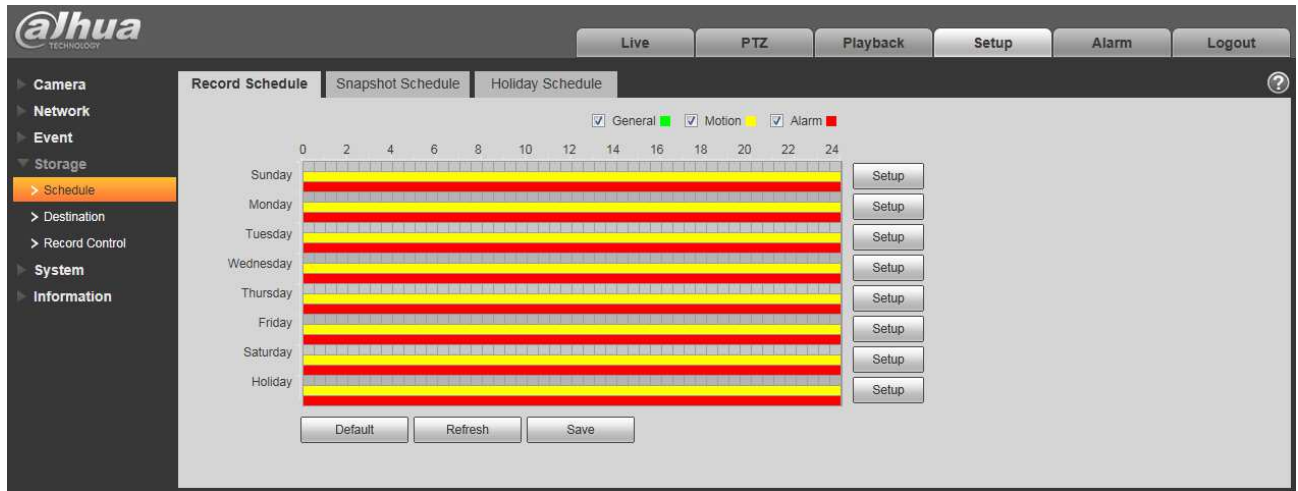 alhua
TECHNOLOGY
Live PTZ Playback Setup Alarm Logout
Camera
Network
Event
Storage
> Schedule
> Destination
> Record Control
System
Information
Record Schedule Snapshot Schedule Holiday Schedule ?
General Motion Alarm
0 2 4 6 8 10 12 14 16 18 20 22 24
Sunday Setup
Monday Setup
Tuesday Setup
Wednesday Setup
Thursday Setup
Friday Setup
Saturday Setup
Holiday Setup
Default Refresh Save